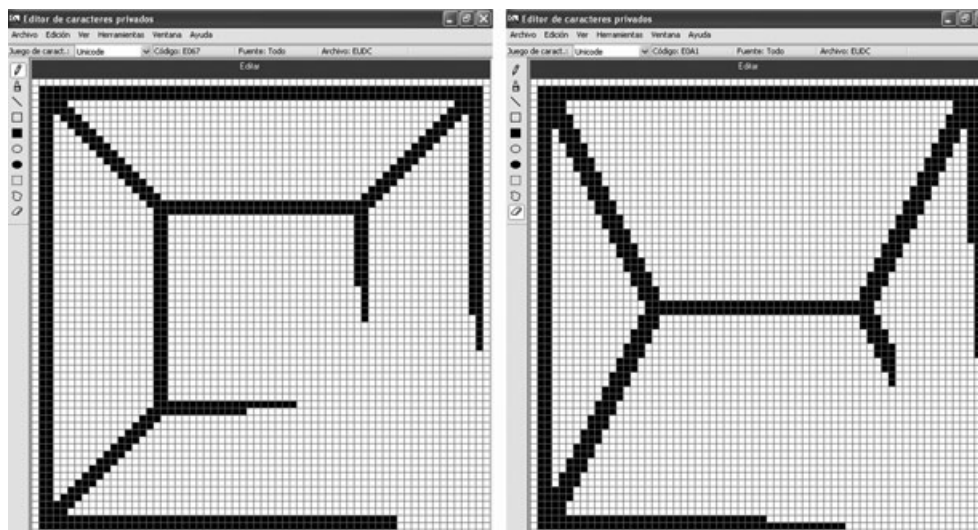 Editor de caracteres privados
Archivo Edición Ver Herramientas Ventana Ayuda
Juego de caract.: Unicode Código: E067 Fuente: Todo Archivo: EUDC
Editar
Editor de caracteres privados
Archivo Edición Ver Herramientas Ventana Ayuda
Juego de caract.: Unicode Código: E0A1 Fuente: Todo Archivo: EUDC
Editar